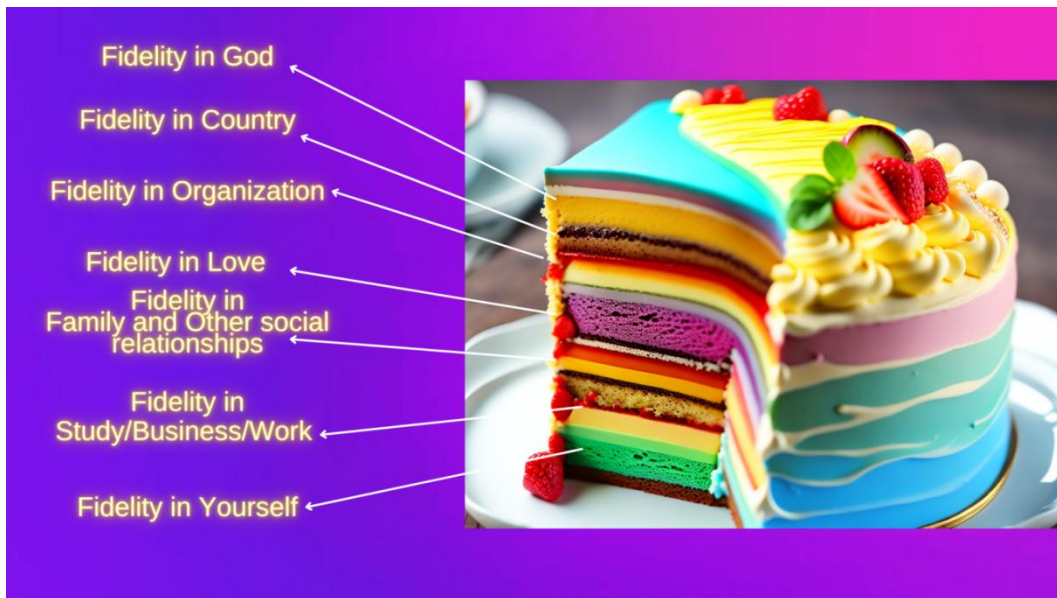 Fidelity in God
Fidelity in Country
Fidelity in Organization
Fidelity in Love
Fidelity in
Family and Other social
relationships
Fidelity in
Study/Business/Work
Fidelity in Yourself